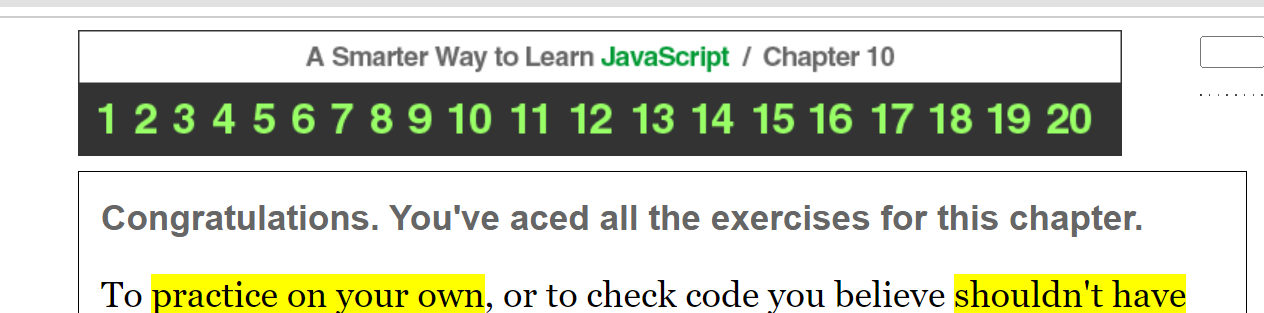 A Smarter Way to Learn JavaScript / Chapter 10
1 2 3 4 5 6 7 8 9 10 11 12 13 14 15 16 17 18 19 20
Congratulations. You've aced all the exercises for this chapter.
To practice on your own, or to check code you believe shouldn't have